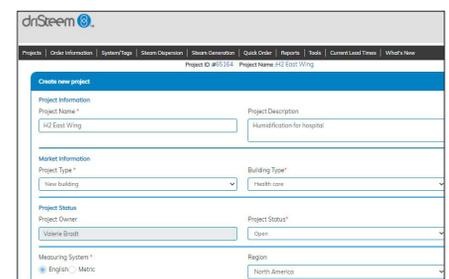 driSteem
Projects | Order Information | System/Tags | Steam Dispersion | Steam Generation | Quick Order | Reports | Tools | Current Lead Times | What's New
Project ID #65164 Project Name :H2 East Wing
Create new project
Project Information
Project Name * Project Description
H2 East Wing Humidification for hospital
Market Information
Project Type * Building Type*
New building Health care
Project Status
Project Owner Project Status*
Valerie Bradt Open
Measuring System * Region
English Metric North America